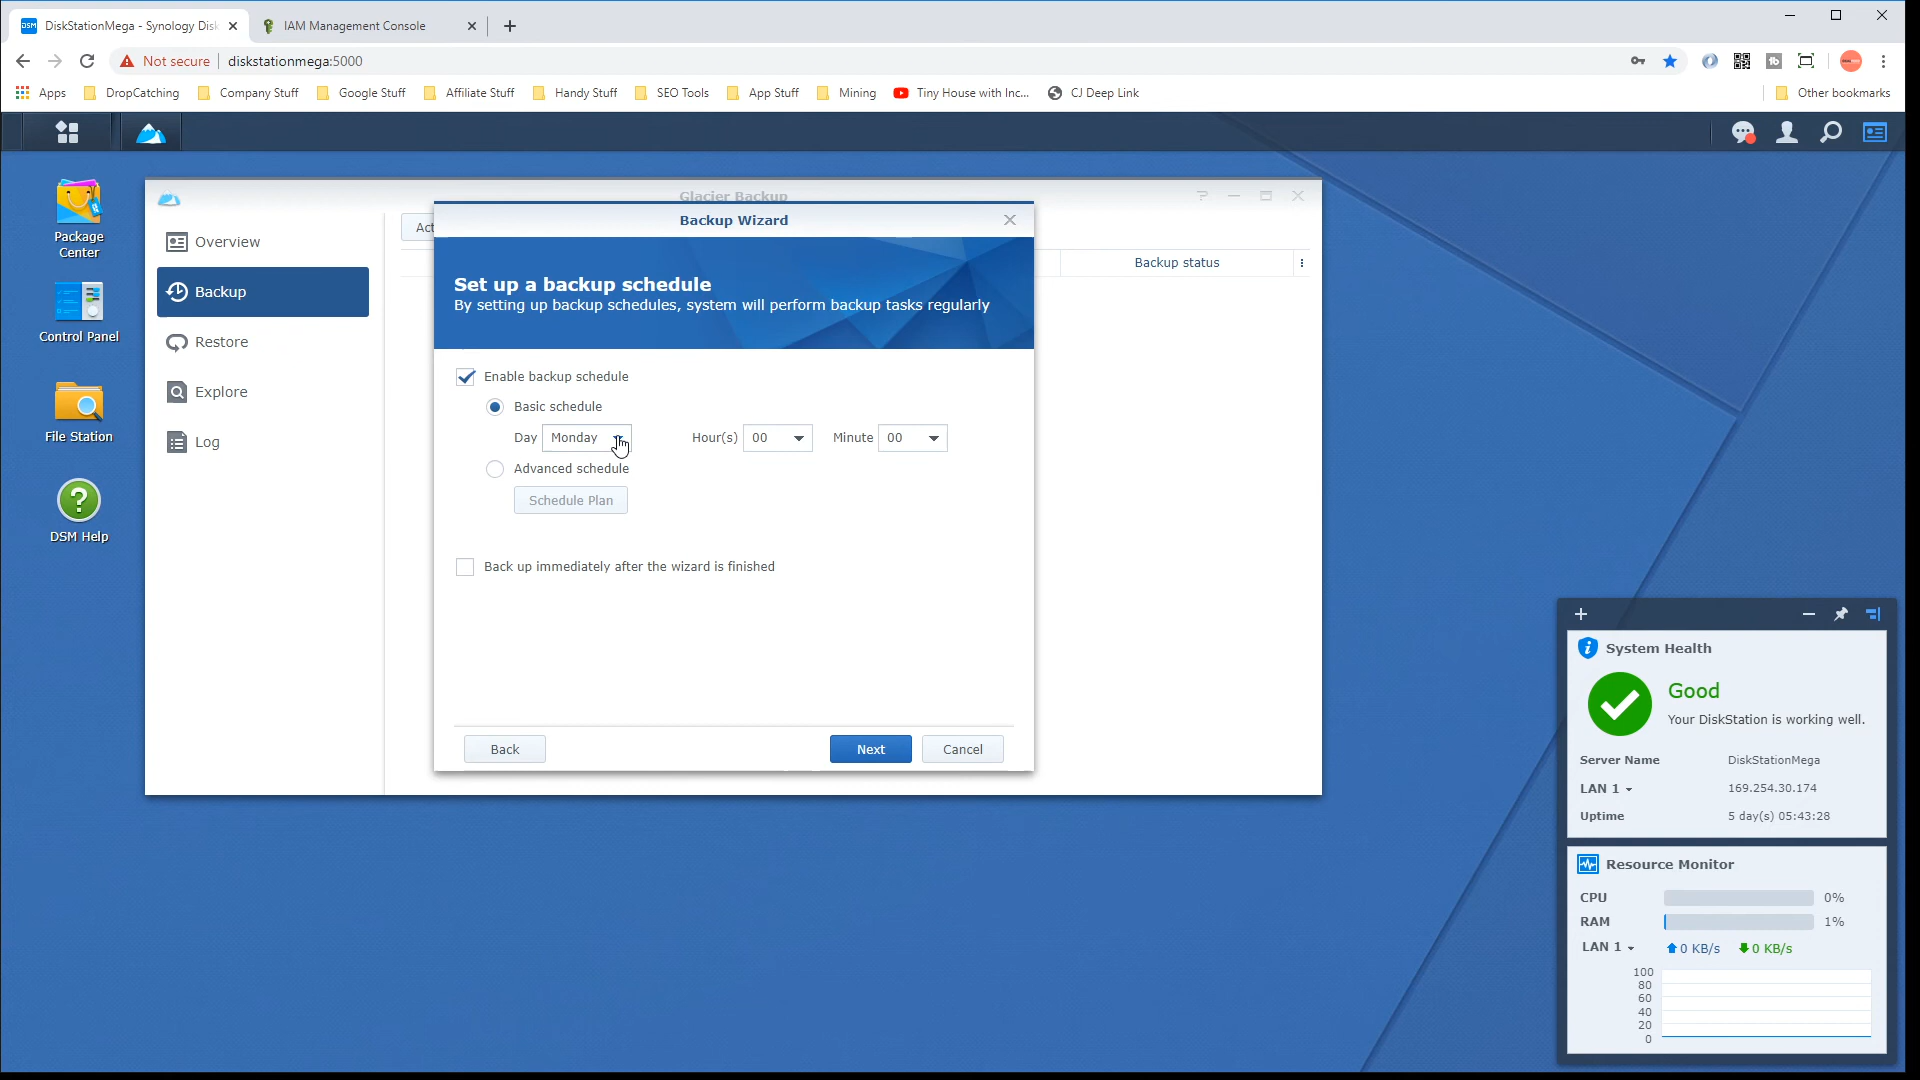 DiskStationMega - Synology Disk
IAM Management Console
Not secure
diskstationmega:5000
Apps
DropCatching
Company Stuff
Google Stuff
Affiliate Stuff
Handy Stuff
SEO Tools
App Stuff
Mining
Tiny House with Inc...
CJ Deep Link
Other bookmarks
Package
Center
Control Panel
File Station
DSM Help
Glacier Backup
Overview
Backup
Restore
Explore
Log
Act
Backup status
Backup Wizard
Set up a backup schedule
By setting up backup schedules, system will perform backup tasks regularly
Enable backup schedule
Basic schedule
Day Monday Hour(s) 00 Minute 00
Advanced schedule
Schedule Plan
Back up immediately after the wizard is finished
Back
Next
Cancel
System Health
Good
Your DiskStation is working well.
Server Name DiskStationMega
LAN 1 169.254.30.174
Uptime 5 day(s) 05:43:28
Resource Monitor
CPU 0%
RAM 1%
LAN 1 0 KB/s 0 KB/s
100
80
60
40
20
0